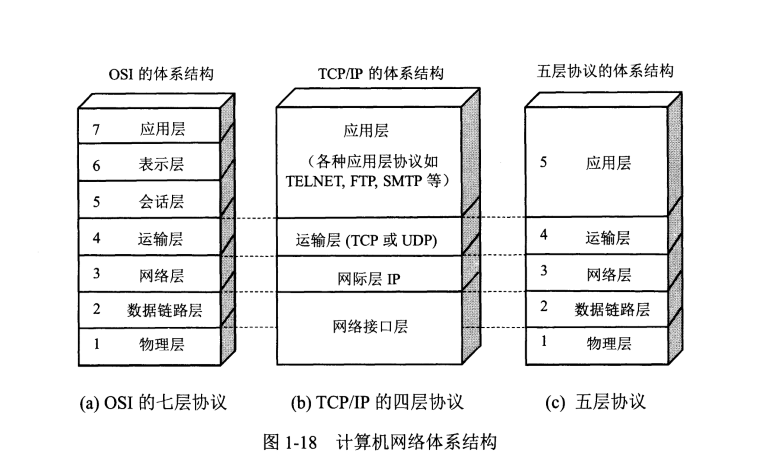 OSI 的体系结构
7 应用层
6 表示层
5 会话层
4 运输层
3 网络层
2 数据链路层
1 物理层
(a) OSI 的七层协议
TCP/IP 的体系结构
应用层
（各种应用层协议如
TELNET, FTP, SMTP 等）
运输层 (TCP 或 UDP)
网际层 IP
网络接口层
(b) TCP/IP 的四层协议
五层协议的体系结构
5 应用层
4 运输层
3 网络层
2 数据链路层
1 物理层
(c) 五层协议
图 1-18 计算机网络体系结构